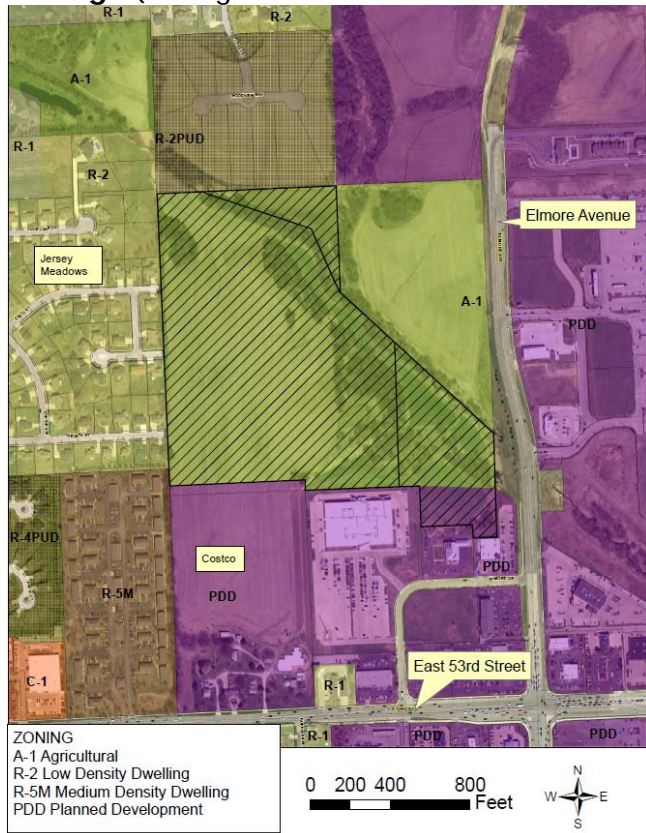 R-1
R-2
A-1
R-2PUD
R-1
R-2
Elmore Avenue
Jersey
Meadows
A-1
PDD
R-4PUD
Costco
PDD
R-5M
PDD
C-1
R-1
East 53rd Street
R-1
PDD
PDD
ZONING
A-1 Agricultural
R-2 Low Density Dwelling
R-5M Medium Density Dwelling
PDD Planned Development
0 200 400 800
Feet
N
W E
S